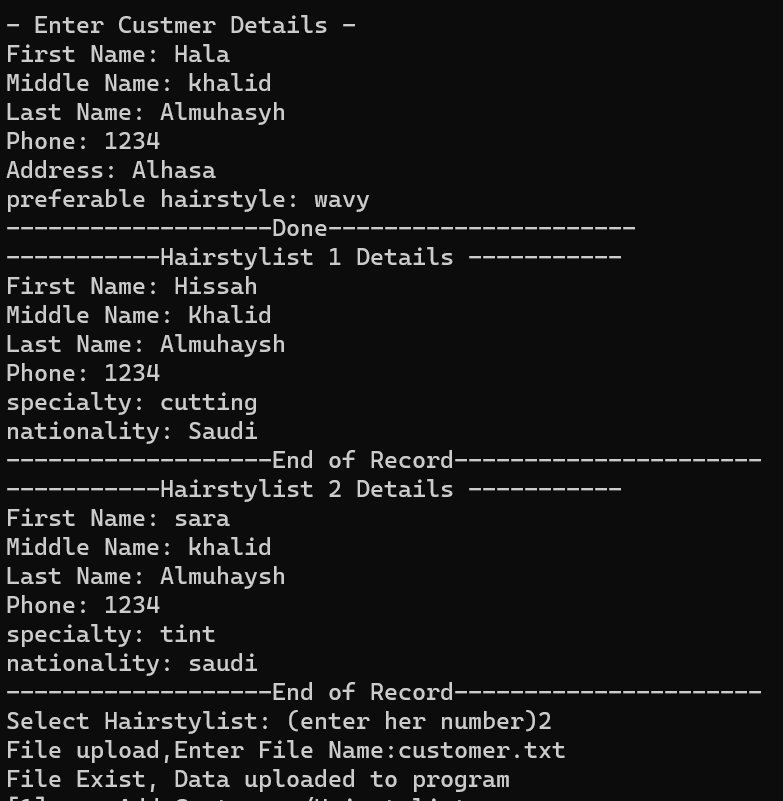 - Enter Custmer Details -
First Name: Hala
Middle Name: khalid
Last Name: Almuhasyh
Phone: 1234
Address: Alhasa
preferable hairstyle: wavy
-------------------Done----------------------
-----------Hairstylist 1 Details -----------
First Name: Hissah
Middle Name: Khalid
Last Name: Almuhaysh
Phone: 1234
specialty: cutting
nationality: Saudi
-------------------End of Record----------------------
-----------Hairstylist 2 Details -----------
First Name: sara
Middle Name: khalid
Last Name: Almuhaysh
Phone: 1234
specialty: tint
nationality: saudi
-------------------End of Record----------------------
Select Hairstylist: (enter her number)2
File upload,Enter File Name:customer.txt
File Exist, Data uploaded to program